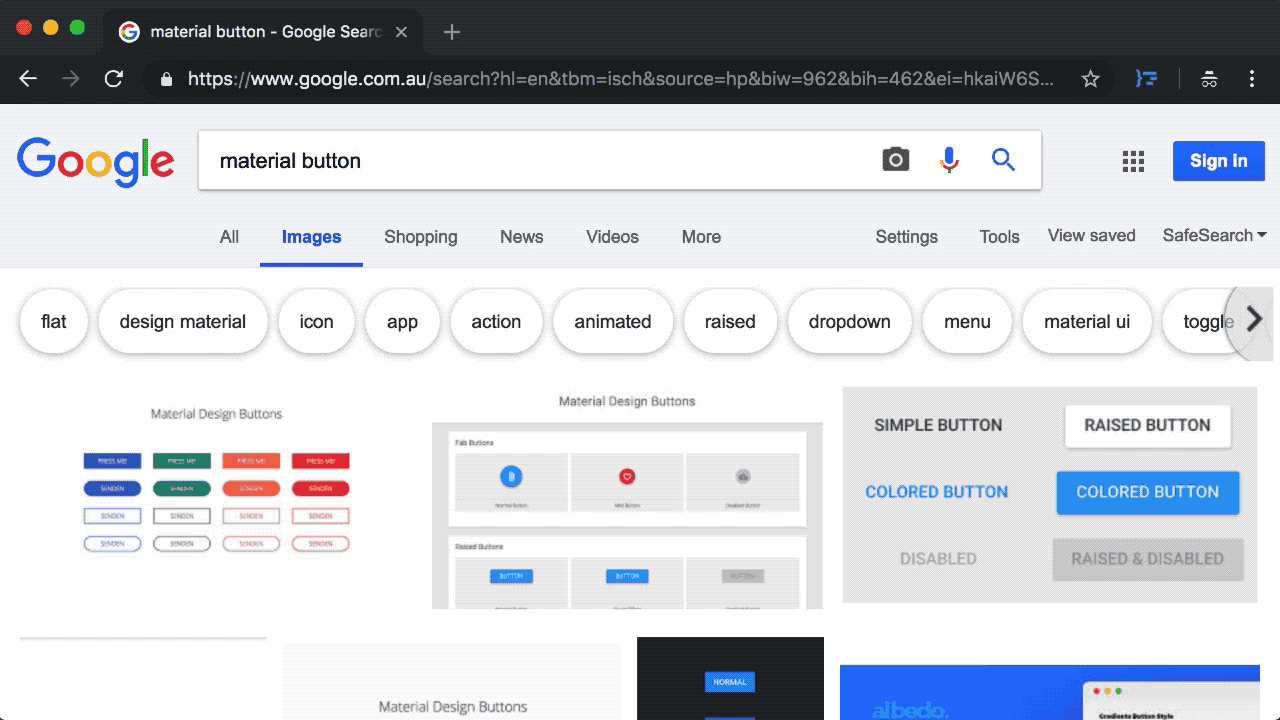 material button - Google Searc
https://www.google.com.au/search?hl=en&tbm=isch&source=hp&biw=962&bih=462&ei=hkaiW6S...
Google
material button
Sign in
All Images Shopping News Videos More Settings Tools View saved SafeSearch
flat design material icon app action animated raised dropdown menu material ui toggle
Material Design Buttons
PRESS ME! PRESS ME! PRESS ME! PRESS ME!
SENDEN SENDEN SENDEN SENDEN
SENDEN SENDEN SENDEN SENDEN
SENDEN SENDEN SENDEN SENDEN
Material Design Buttons
Fab Buttons
Normal Button Mini Button Disabled Button
Raised Buttons
BUTTON BUTTON BUTTON
SIMPLE BUTTON RAISED BUTTON
COLORED BUTTON COLORED BUTTON
DISABLED RAISED & DISABLED
Material Design Buttons
NORMAL
albedo.
Gradients Button Style